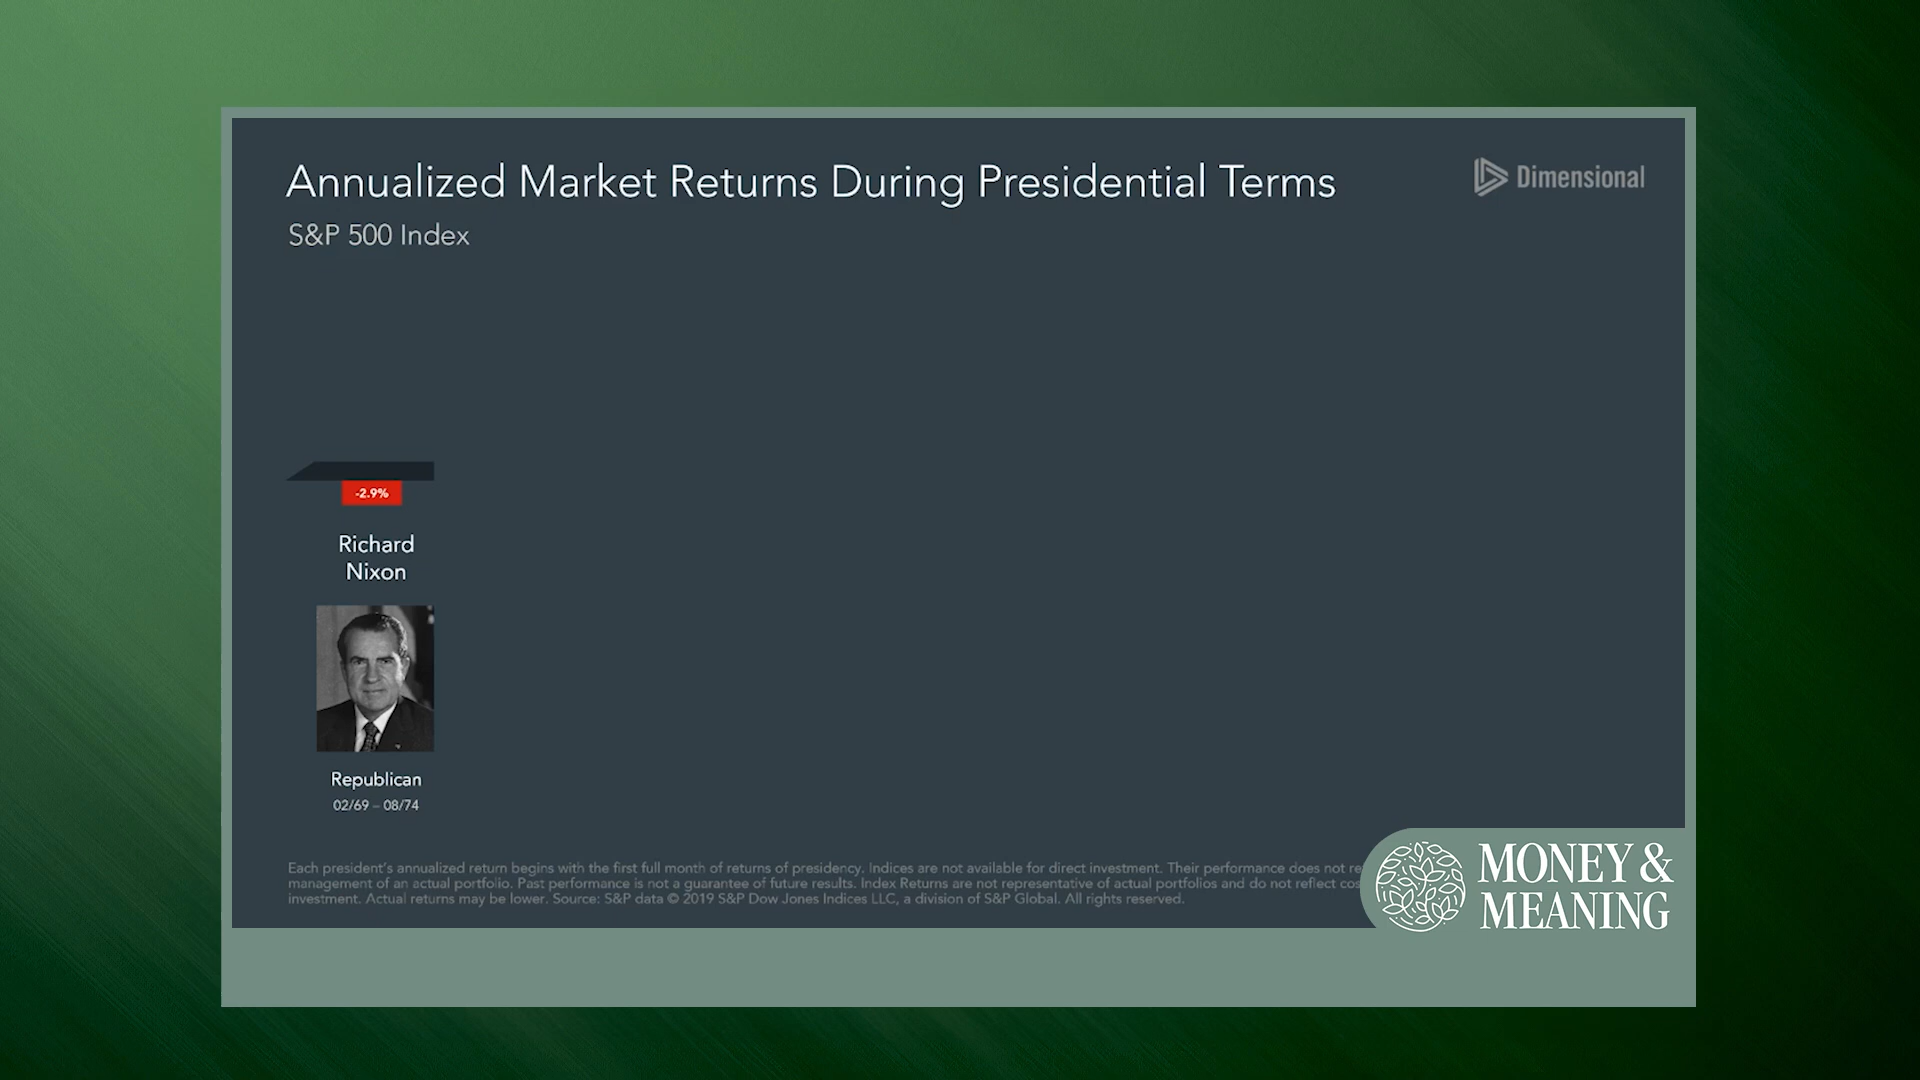 Annualized Market Returns During Presidential Terms
Dimensional
S&P 500 Index
-2.9%
Richard
Nixon
Republican
02/69 – 08/74
Each president's annualized return begins with the first full month of returns of presidency. Indices are not available for direct investment. Their performance does not re
management of an actual portfolio. Past performance is not a guarantee of future results. Index Returns are not representative of actual portfolios and do not reflect cos
investment. Actual returns may be lower. Source: S&P data © 2019 S&P Dow Jones Indices LLC, a division of S&P Global. All rights reserved.
MONEY &
MEANING